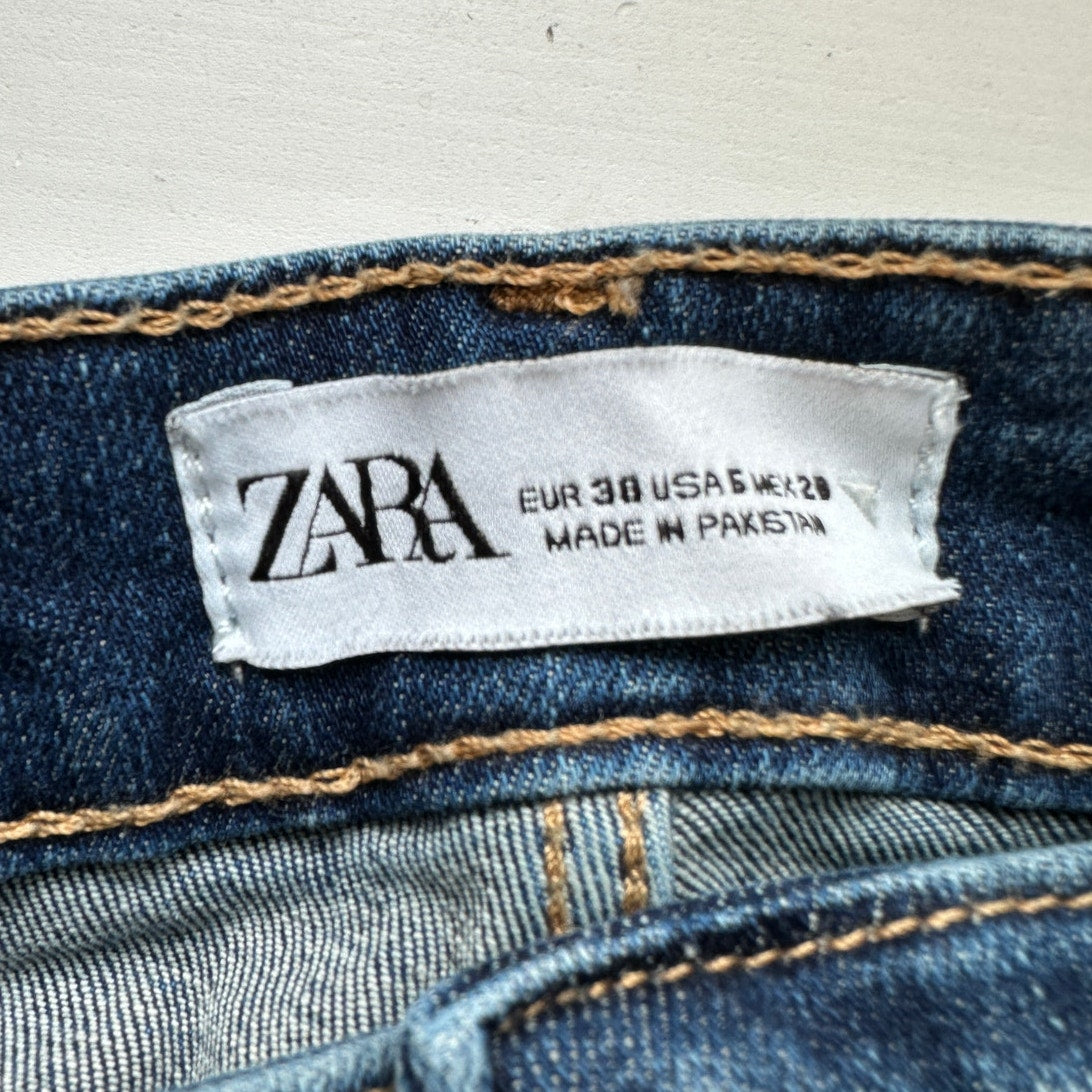 ZARA
EUR 38 USA 6 MEX 28
MADE IN PAKISTAN